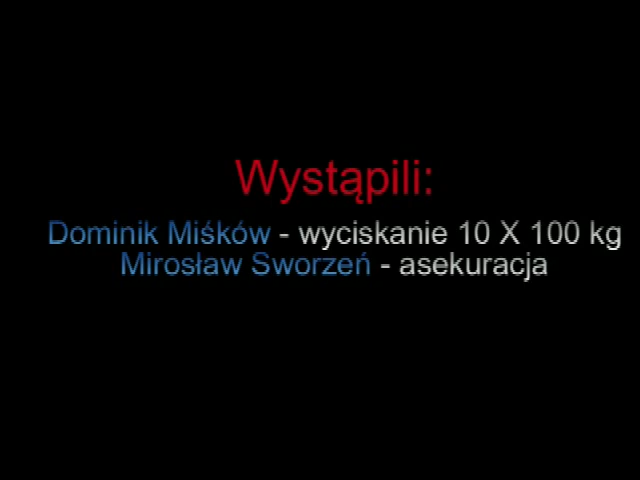 Wystąpili:
Dominik Miśków - wyciskanie 10 X 100 kg
Mirosław Sworzeń - asekuracja